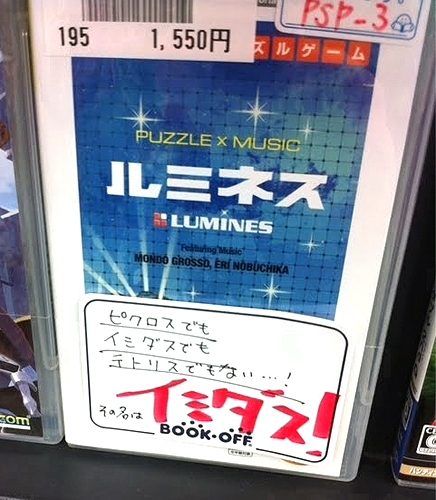 PSP-3
195 1,550円
ズルゲーム
PUZZLE x MUSIC
ルミネス
LUMINES
Featuring Music
MONDO GROSSO, ERI NOBUCHIKA
ピクロスでも
イミダスでも
テトリスでもない…!
その名は
イミダス!
BOOK・OFF
com